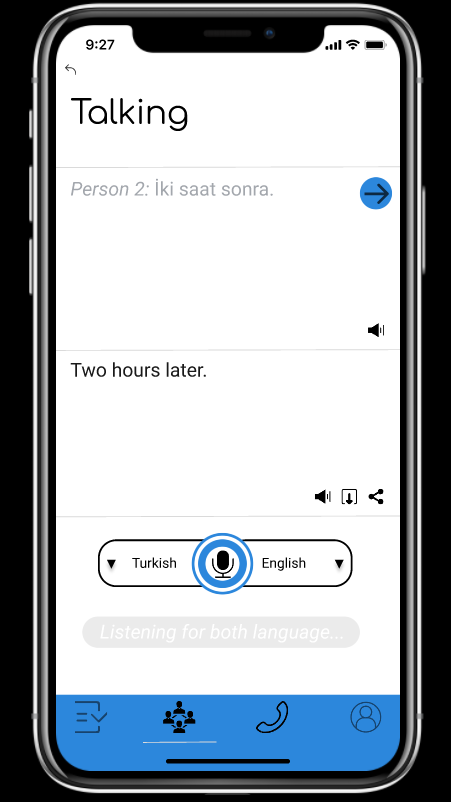 9:27
Talking
Person 2: İki saat sonra.
Two hours later.
Turkish English
Listening for both language...